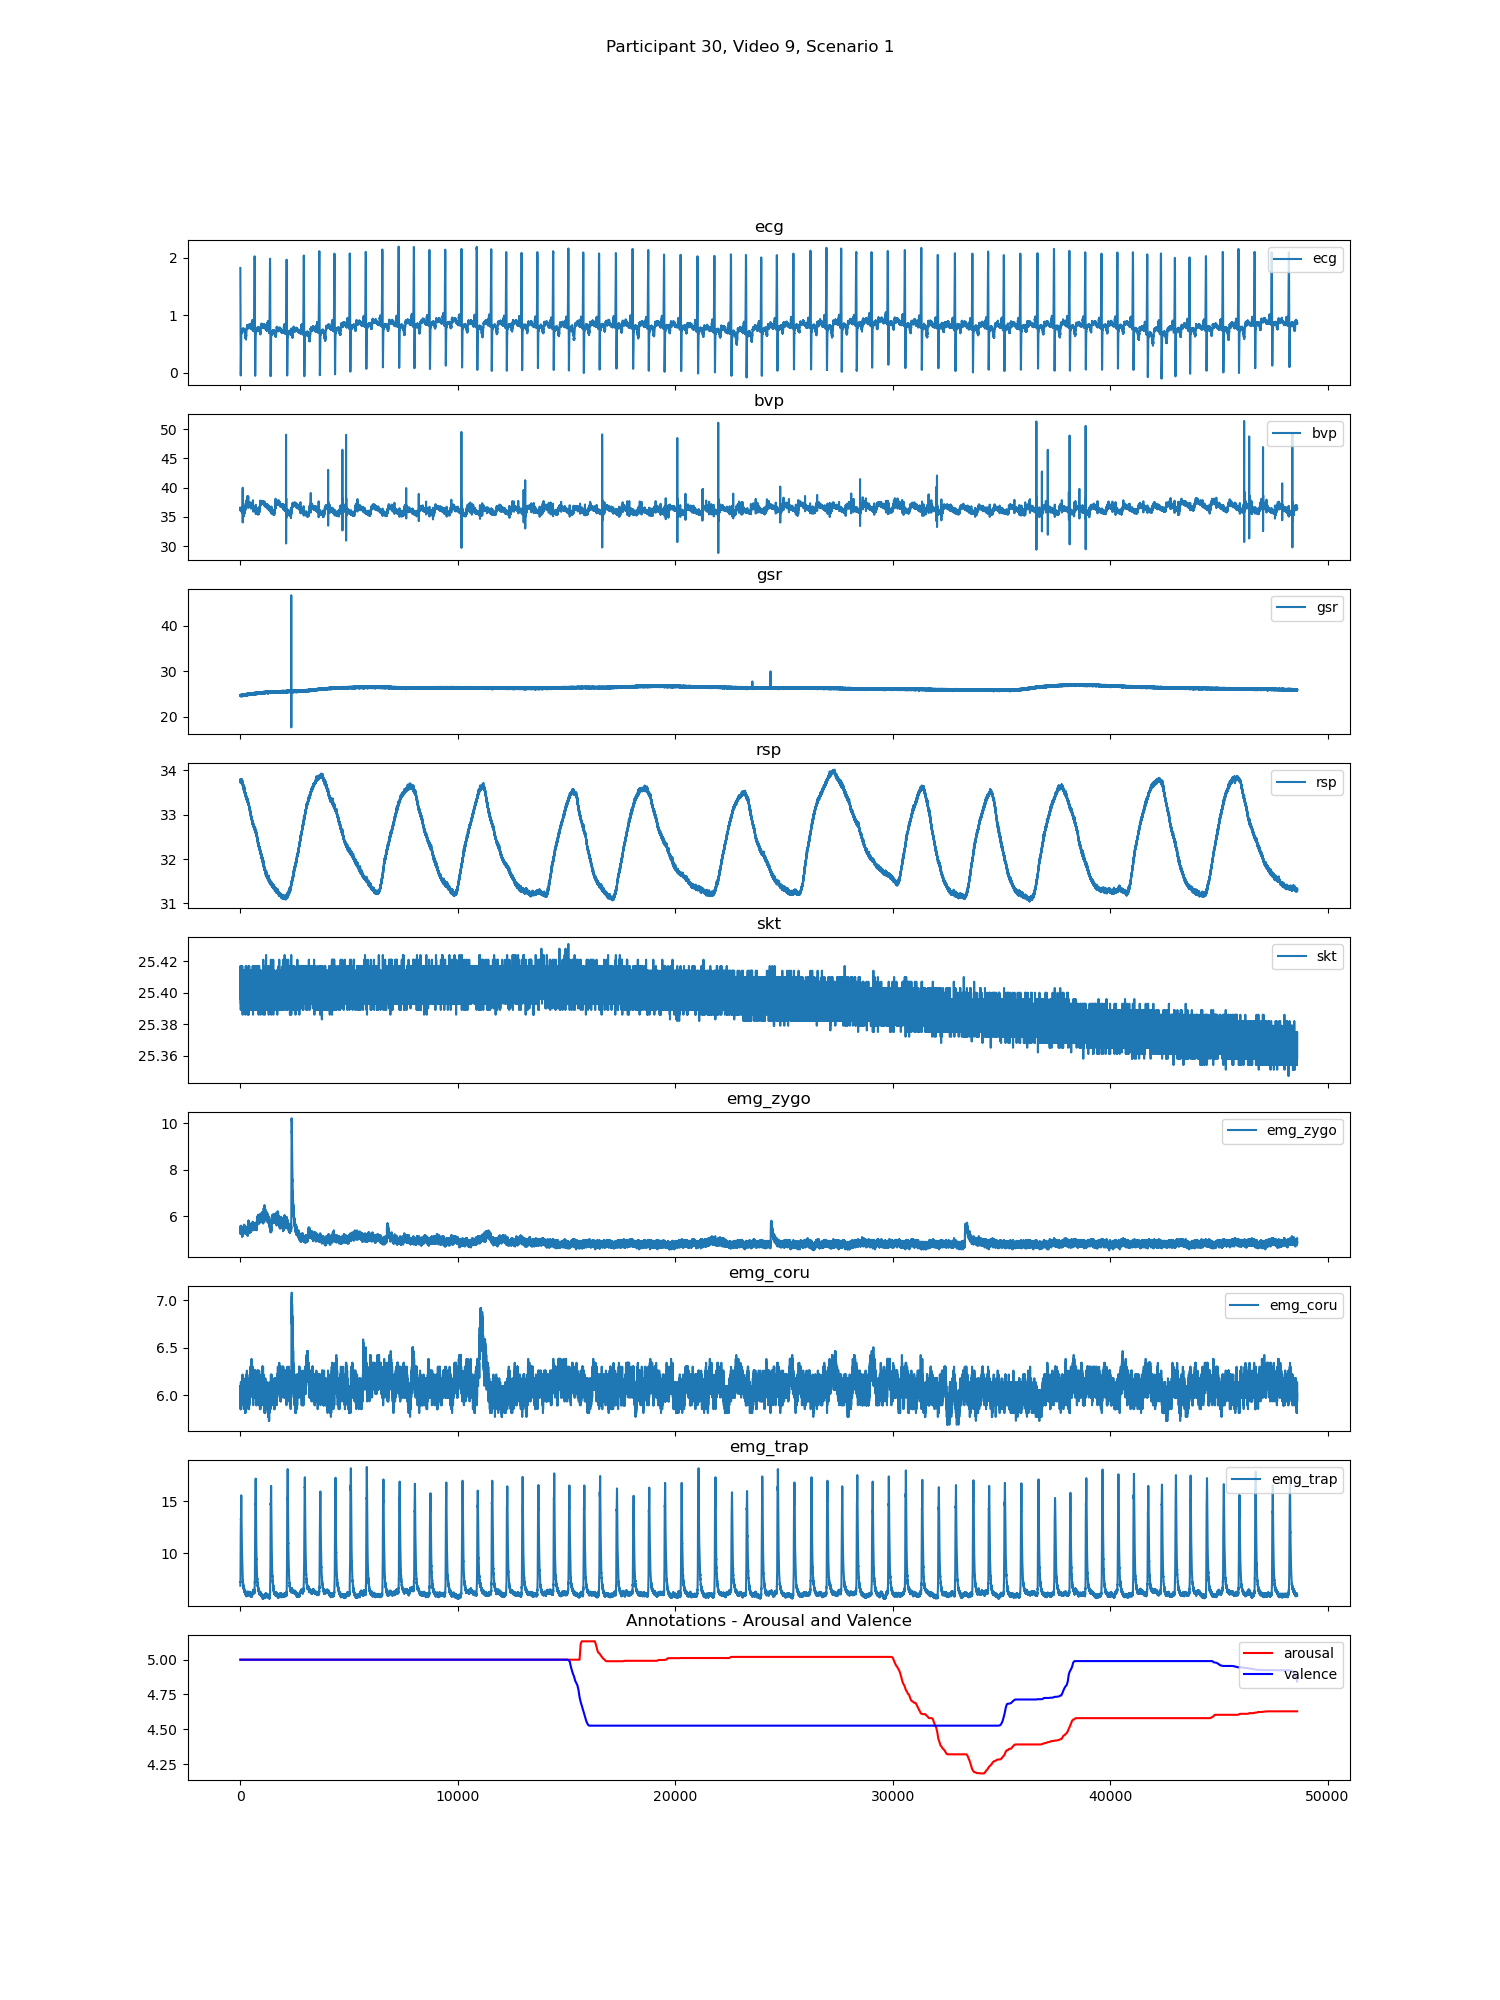 Participant 30, Video 9, Scenario 1
ecg
2
1
0
ecg
bvp
50
45
40
35
30
bvp
gsr
40
30
20
gsr
rsp
34
33
32
31
rsp
skt
25.42
25.40
25.38
25.36
skt
emg_zygo
10
8
6
emg_zygo
emg_coru
7.0
6.5
6.0
emg_coru
emg_trap
15
10
emg_trap
Annotations - Arousal and Valence
5.00
4.75
4.50
4.25
arousal
valence
0 10000 20000 30000 40000 50000